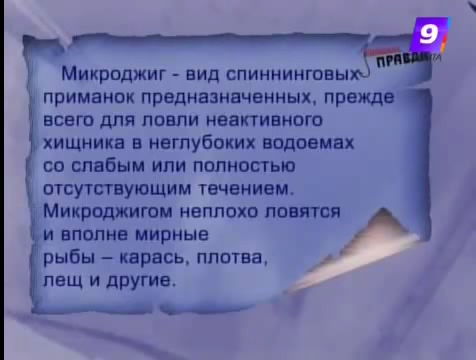 9
ПРАВДИГА
Микроджиг - вид спиннинговых
приманок предназначенных, прежде
всего для ловли неактивного
хищника в неглубоких водоемах
со слабым или полностью
отсутствующим течением.
Микроджигом неплохо ловятся
и вполне мирные
рыбы – карась, плотва,
лещ и другие.